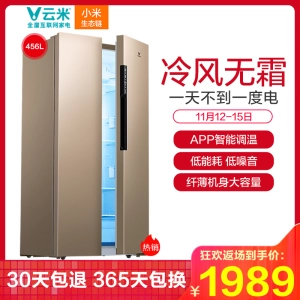 云米
全屋互联网家电
小米
生态链
456L
冷风无霜
一天不到一度电
11月12-15日
APP智能调温
低能耗 低噪音
纤薄机身大容量
热销
30天包退 365天包换
狂欢返场到手价
1989